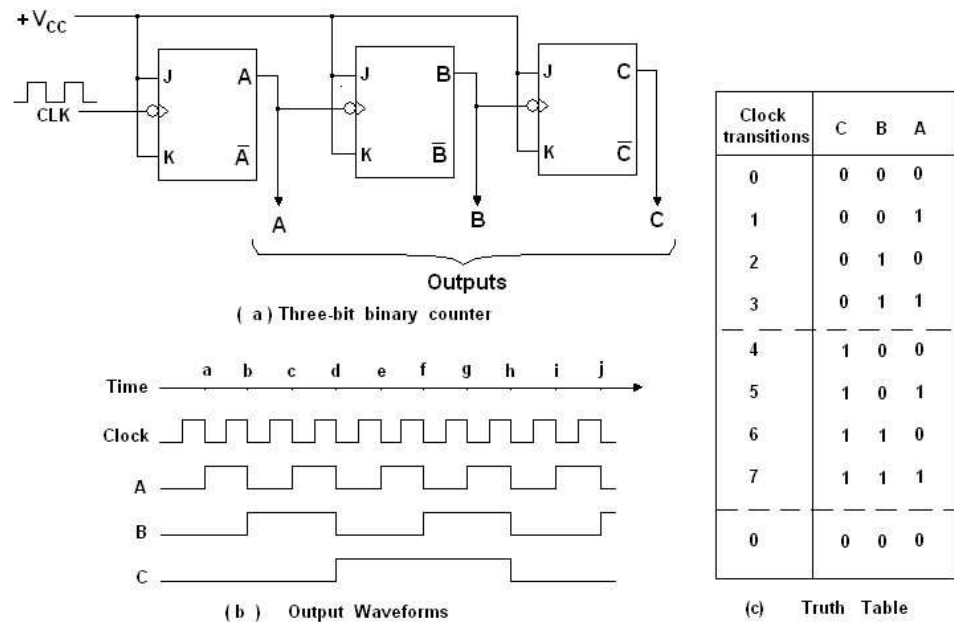 + V_CC
J A J B J C
CLK
K A̅ K B̅ K C̅
A B C
Outputs
( a ) Three-bit binary counter
Time a b c d e f g h i j
Clock
A
B
C
( b ) Output Waveforms
Clock transitions C B A
0 0 0 0
1 0 0 1
2 0 1 0
3 0 1 1
4 1 0 0
5 1 0 1
6 1 1 0
7 1 1 1
0 0 0 0
(c) Truth Table